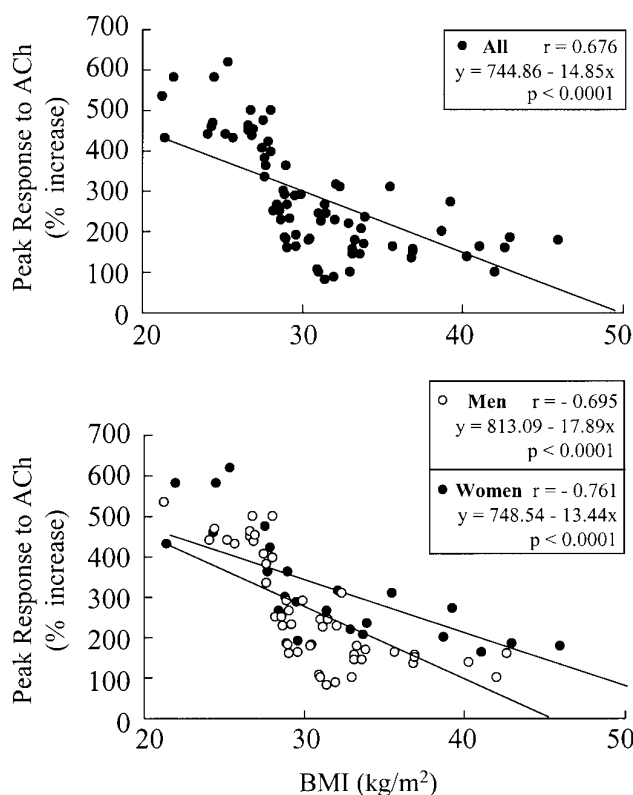 All r = 0.676
y = 744.86 - 14.85x
p < 0.0001
700
600
500
400
300
200
100
0
Peak Response to ACh
(% increase)
20 30 40 50
Men r = - 0.695
y = 813.09 - 17.89x
p < 0.0001
Women r = - 0.761
y = 748.54 - 13.44x
p < 0.0001
700
600
500
400
300
200
100
0
Peak Response to ACh
(% increase)
20 30 40 50
BMI (kg/m²)